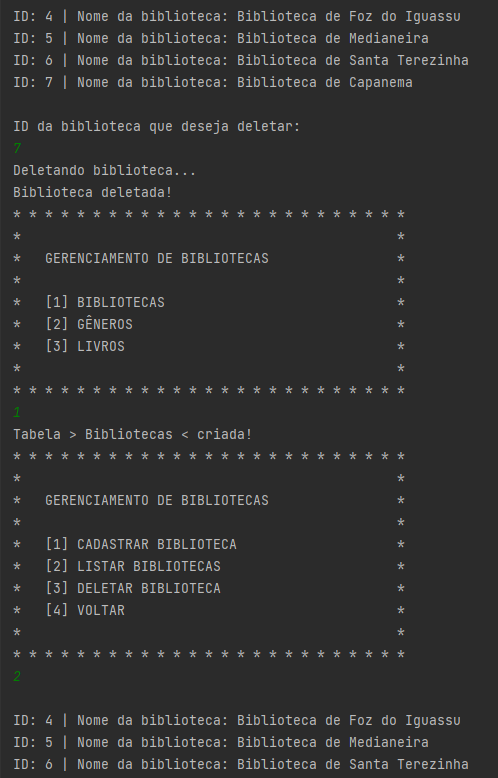 ID: 4 | Nome da biblioteca: Biblioteca de Foz do Iguassu
ID: 5 | Nome da biblioteca: Biblioteca de Medianeira
ID: 6 | Nome da biblioteca: Biblioteca de Santa Terezinha
ID: 7 | Nome da biblioteca: Biblioteca de Capanema
ID da biblioteca que deseja deletar:
7
Deletando biblioteca...
Biblioteca deletada!
* * * * * * * * * * * * * * * * * * * * * * * * *
*                                               *
*   GERENCIAMENTO DE BIBLIOTECAS                *
*                                               *
*   [1] BIBLIOTECAS                             *
*   [2] GÊNEROS                                 *
*   [3] LIVROS                                  *
*                                               *
* * * * * * * * * * * * * * * * * * * * * * * * *
1
Tabela > Bibliotecas < criada!
* * * * * * * * * * * * * * * * * * * * * * * * *
*                                               *
*   GERENCIAMENTO DE BIBLIOTECAS                *
*                                               *
*   [1] CADASTRAR BIBLIOTECA                    *
*   [2] LISTAR BIBLIOTECAS                      *
*   [3] DELETAR BIBLIOTECA                      *
*   [4] VOLTAR                                  *
*                                               *
* * * * * * * * * * * * * * * * * * * * * * * * *
2
ID: 4 | Nome da biblioteca: Biblioteca de Foz do Iguassu
ID: 5 | Nome da biblioteca: Biblioteca de Medianeira
ID: 6 | Nome da biblioteca: Biblioteca de Santa Terezinha